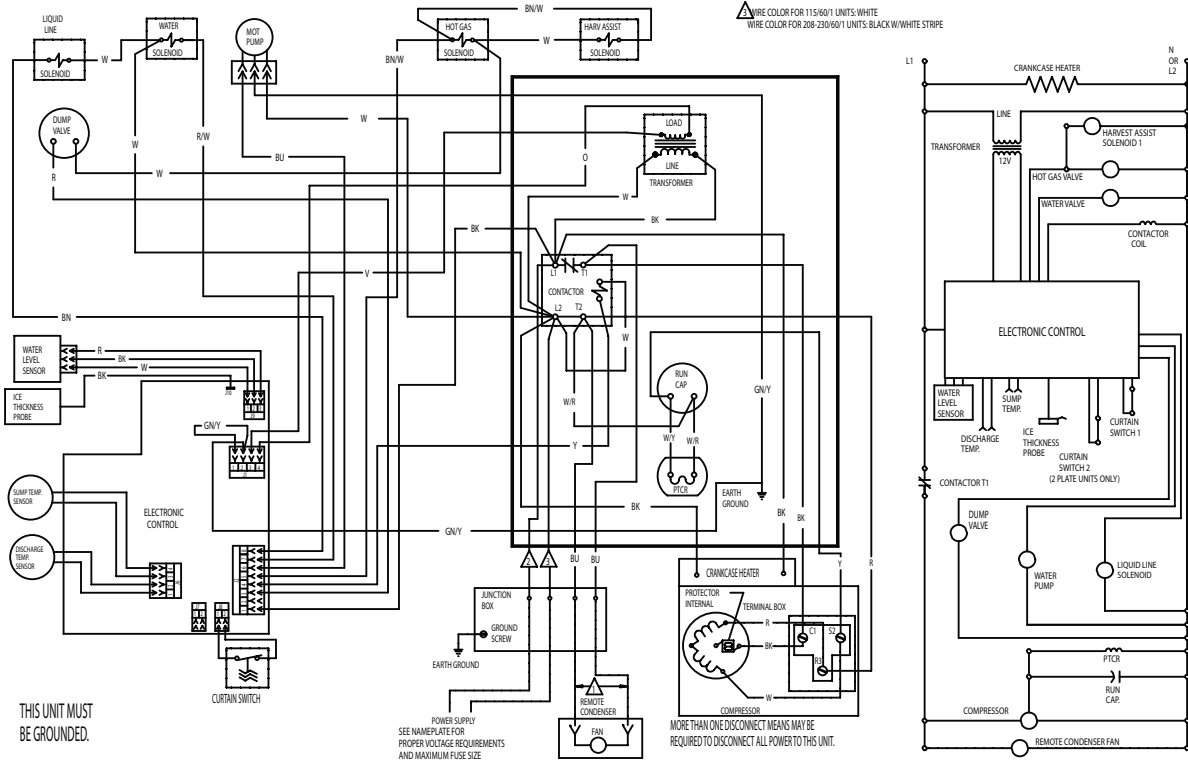 3 WIRE COLOR FOR 115/60/1 UNITS: WHITE
WIRE COLOR FOR 208-230/60/1 UNITS: BLACK W/WHITE STRIPE
LIQUID
LINE
SOLENOID
W
WATER
SOLENOID
MOT
PUMP
BN/W
HOT GAS
SOLENOID
W
HARV ASSIST
SOLENOID
BN/W
DUMP
VALVE
R
W
R/W
W
BU
W
O
LOAD
LINE
TRANSFORMER
W
BK
BK
V
BN
L1
T1
CONTACTOR
L2
T2
W
WATER
LEVEL
SENSOR
R
BK
W
BK
ICE
THICKNESS
PROBE
J10
GN/Y
RUN
CAP
GN/Y
W/R
W/Y
W/R
PTCR
Y
SUMP TEMP.
SENSOR
ELECTRONIC
CONTROL
DISCHARGE
TEMP.
SENSOR
EARTH
GROUND
BK
BK
BK
GN/Y
2
3
BU
BU
Y
R
CURTAIN SWITCH
JUNCTION
BOX
GROUND
SCREW
EARTH GROUND
CRANKCASE HEATER
PROTECTOR
INTERNAL
TERMINAL BOX
R
BK
W
C1
S2
R3
COMPRESSOR
1
REMOTE
CONDENSER
FAN
POWER SUPPLY
SEE NAMEPLATE FOR
PROPER VOLTAGE REQUIREMENTS
AND MAXIMUM FUSE SIZE
MORE THAN ONE DISCONNECT MEANS MAY BE
REQUIRED TO DISCONNECT ALL POWER TO THIS UNIT.
THIS UNIT MUST
BE GROUNDED.
L1
N
OR
L2
CRANKCASE HEATER
LINE
TRANSFORMER
12V
HARVEST ASSIST
SOLENOID 1
HOT GAS VALVE
WATER VALVE
CONTACTOR
COIL
ELECTRONIC CONTROL
WATER
LEVEL
SENSOR
DISCHARGE
TEMP.
SUMP
TEMP.
ICE
THICKNESS
PROBE
CURTAIN
SWITCH 1
CURTAIN
SWITCH 2
(2 PLATE UNITS ONLY)
CONTACTOR T1
DUMP
VALVE
WATER
PUMP
LIQUID LINE
SOLENOID
PTCR
RUN
CAP.
COMPRESSOR
REMOTE CONDENSER FAN